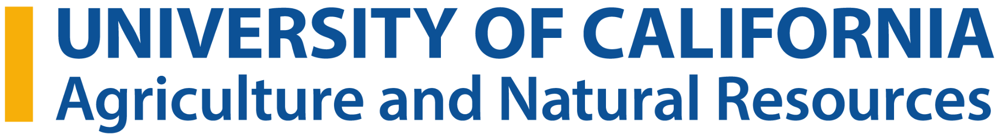 UNIVERSITY OF CALIFORNIA
Agriculture and Natural Resources